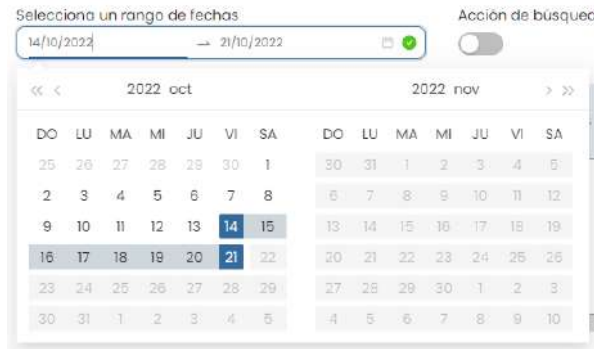 Selecciona un rango de fechas Acción de búsqued
14/10/2022 → 21/10/2022
« < 2022 oct 2022 nov > »
DO LU MA MI JU VI SA DO LU MA MI JU VI SA
25 26 27 28 29 30 1 30 31 1 2 3 4 5
2 3 4 5 6 7 8 6 7 8 9 10 11 12
9 10 11 12 13 14 15 13 14 15 16 17 18 19
16 17 18 19 20 21 22 20 21 22 23 24 25 26
23 24 25 26 27 28 29 27 28 29 30 1 2 3
30 31 1 2 3 4 5 4 5 6 7 8 9 10